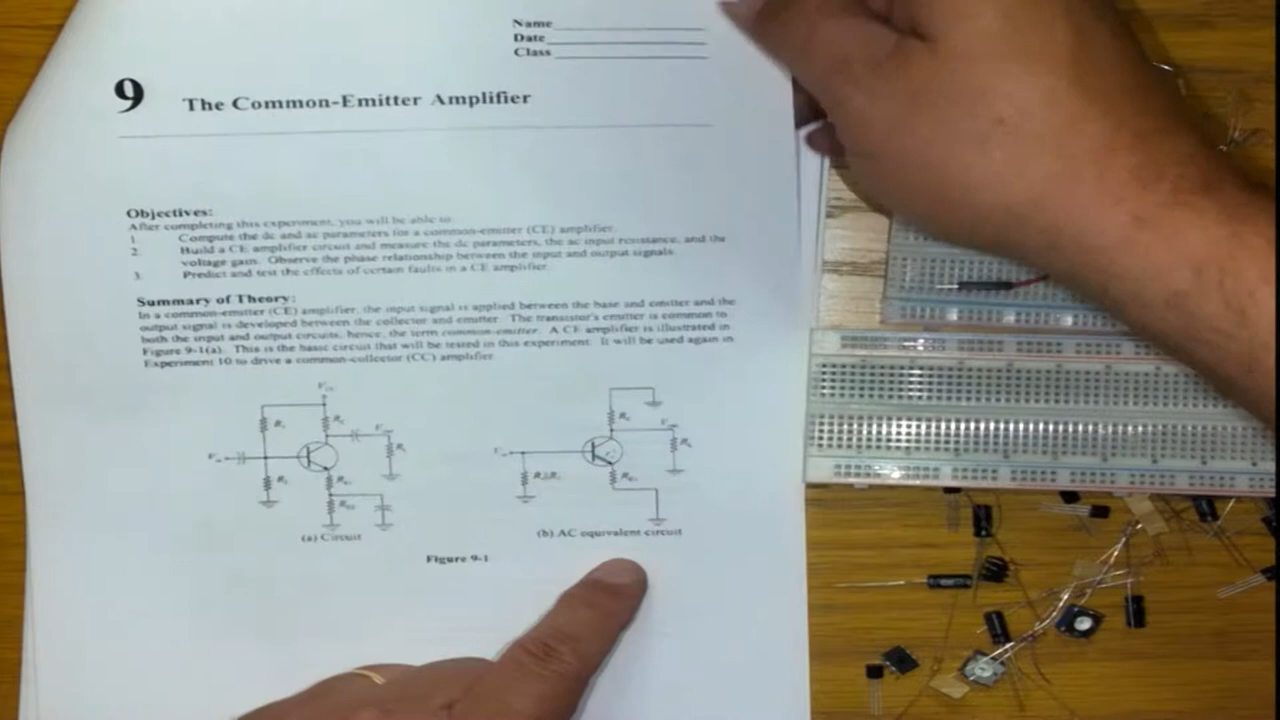 Name
Date
Class
9 The Common-Emitter Amplifier
Objectives:
After completing this experiment, you will be able to:
1. Compute the dc and ac parameters for a common-emitter (CE) amplifier.
2. Build a CE amplifier circuit and measure the dc parameters, the ac input resistance, and the
voltage gain. Observe the phase relationship between the input and output signals.
3. Predict and test the effects of certain faults in a CE amplifier.
Summary of Theory:
In a common-emitter (CE) amplifier, the input signal is applied between the base and emitter and the
output signal is developed between the collector and emitter. The transistor's emitter is common to
both the input and output circuits, hence, the term common-emitter. A CE amplifier is illustrated in
Figure 9-1(a). This is the basic circuit that will be tested in this experiment. It will be used again in
Experiment 10 to drive a common-collector (CC) amplifier.
(a) Circuit
(b) AC equivalent circuit
Figure 9-1